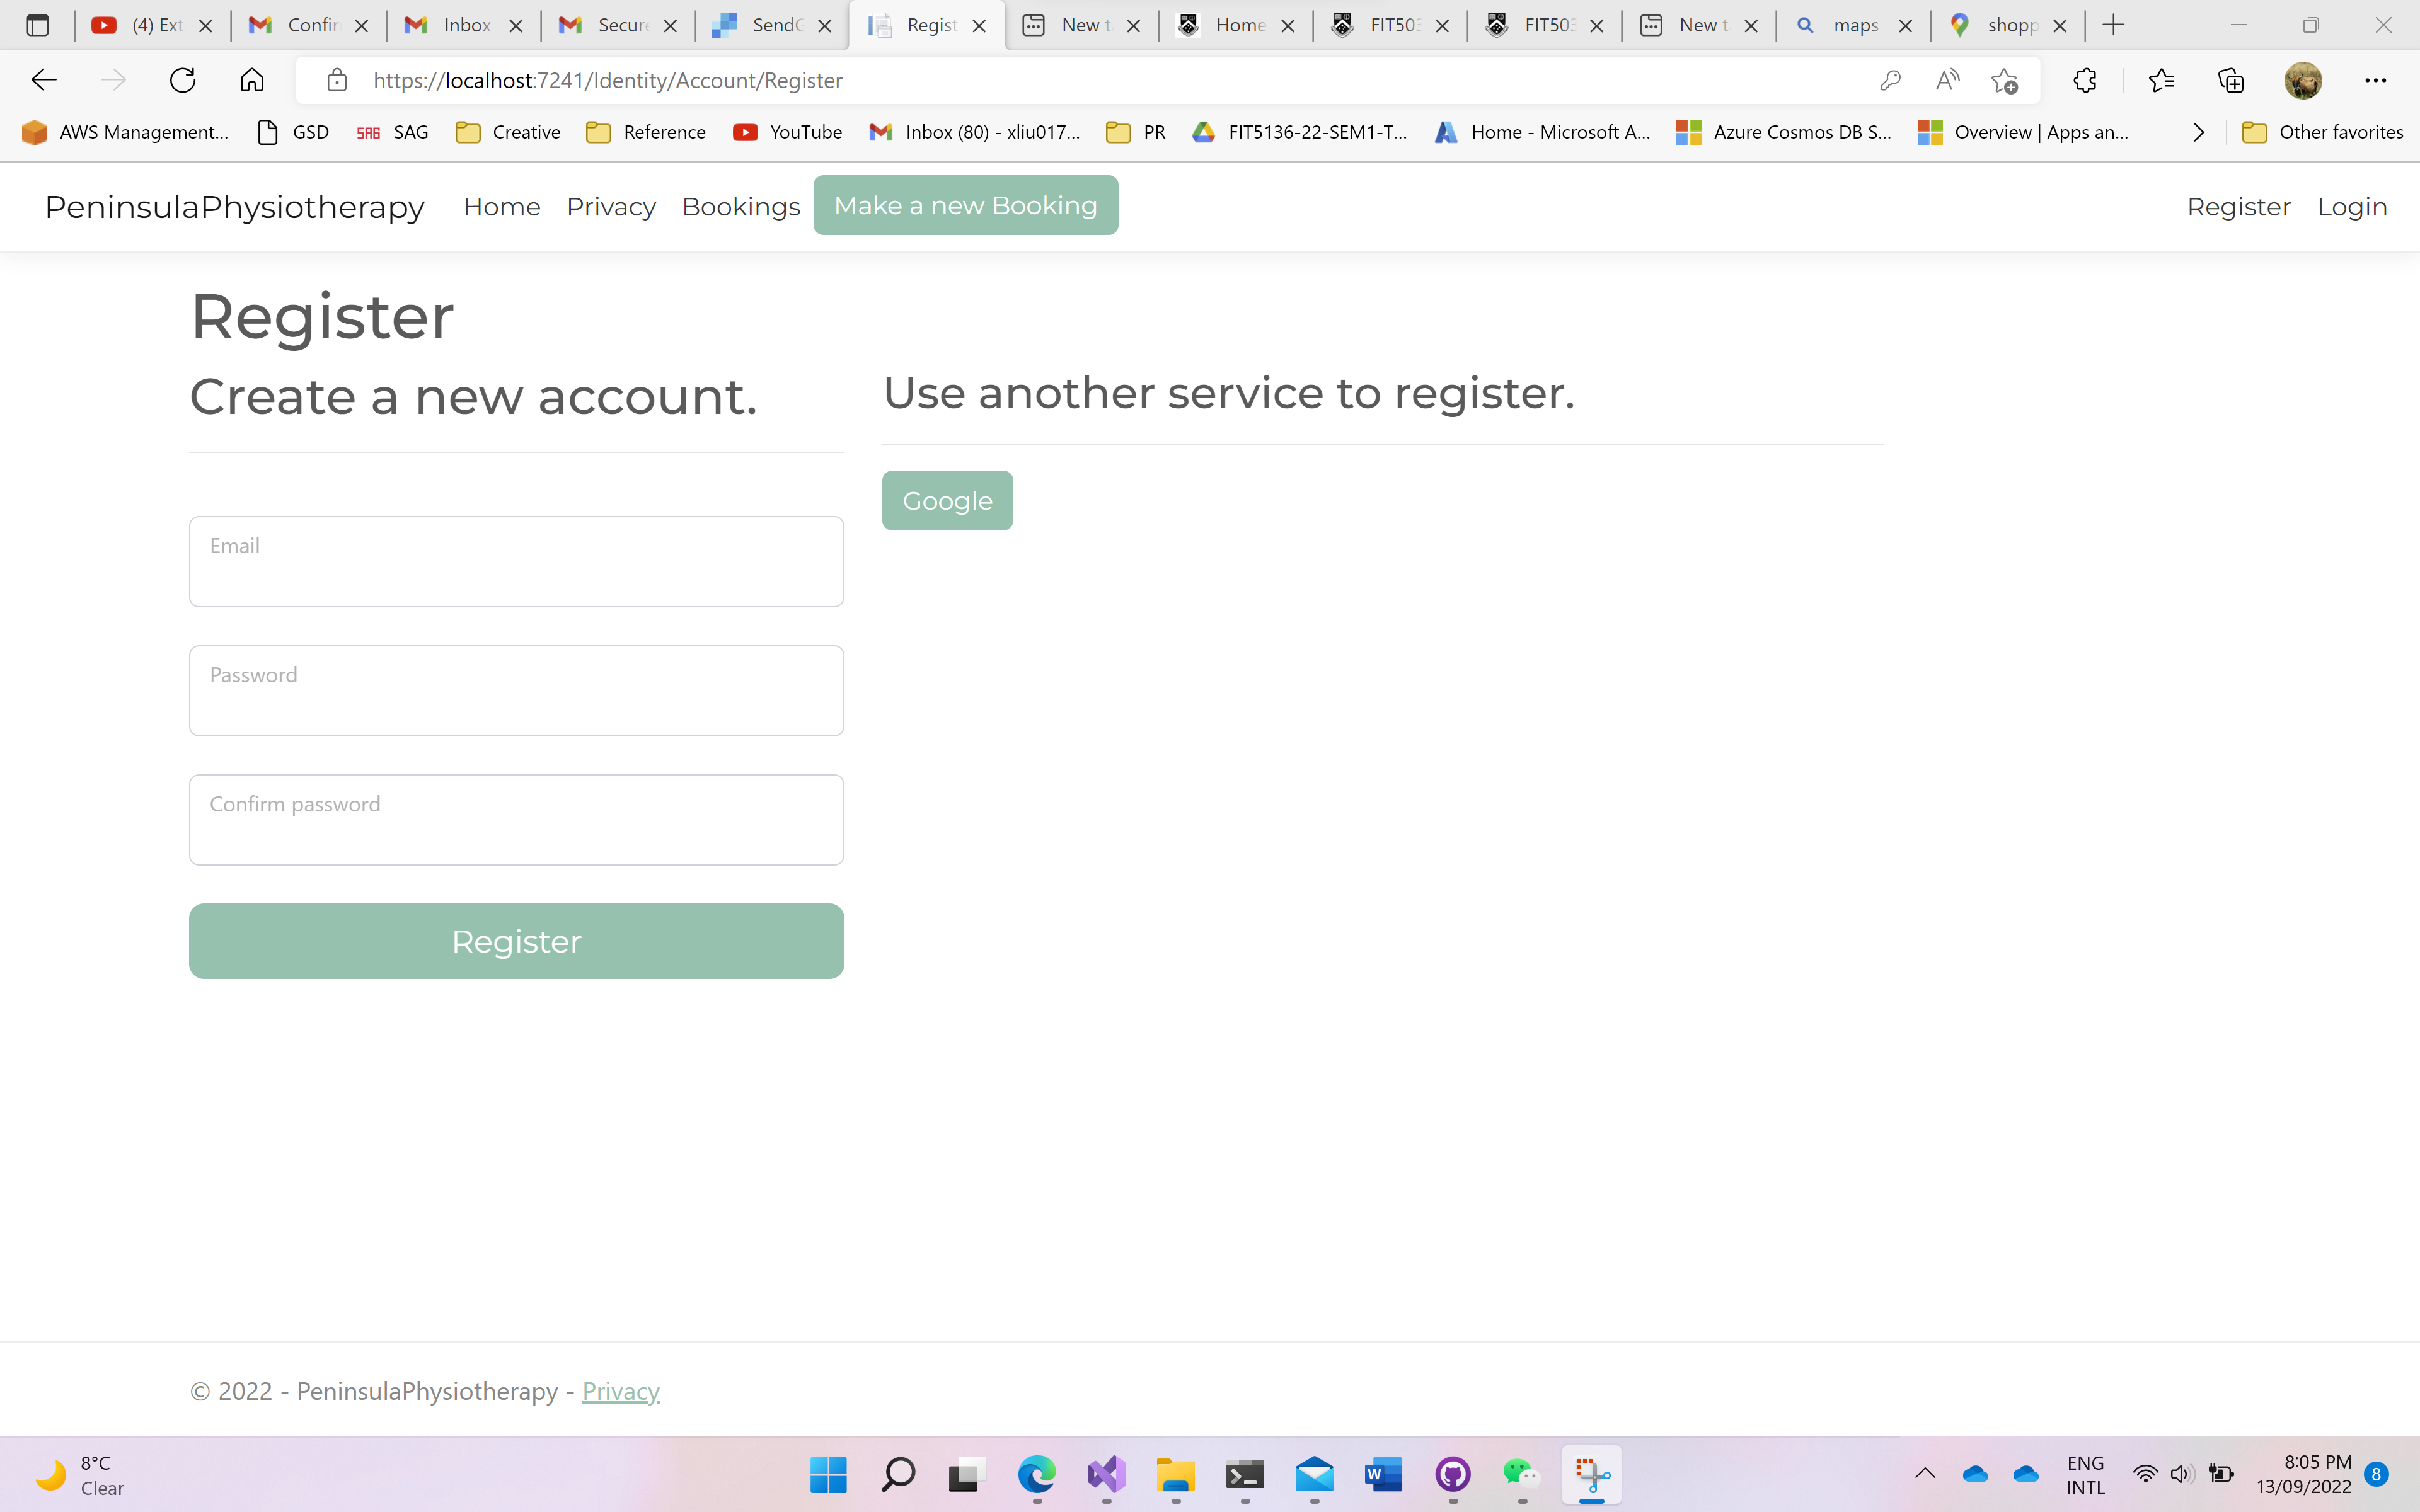 (4) Ext Confir Inbox Secure SendG Regist New t Home FIT503 FIT503 New t maps shopp
https://localhost:7241/Identity/Account/Register
AWS Management... GSD SAG SAG Creative Reference YouTube Inbox (80) - xliu017... PR FIT5136-22-SEM1-T... Home - Microsoft A... Azure Cosmos DB S... Overview | Apps an... Other favorites
PeninsulaPhysiotherapy Home Privacy Bookings Make a new Booking Register Login
Register
Create a new account.
Email
Password
Confirm password
Register
Use another service to register.
Google
© 2022 - PeninsulaPhysiotherapy - Privacy
8°C
Clear
ENG
INTL
8:05 PM
13/09/2022
8